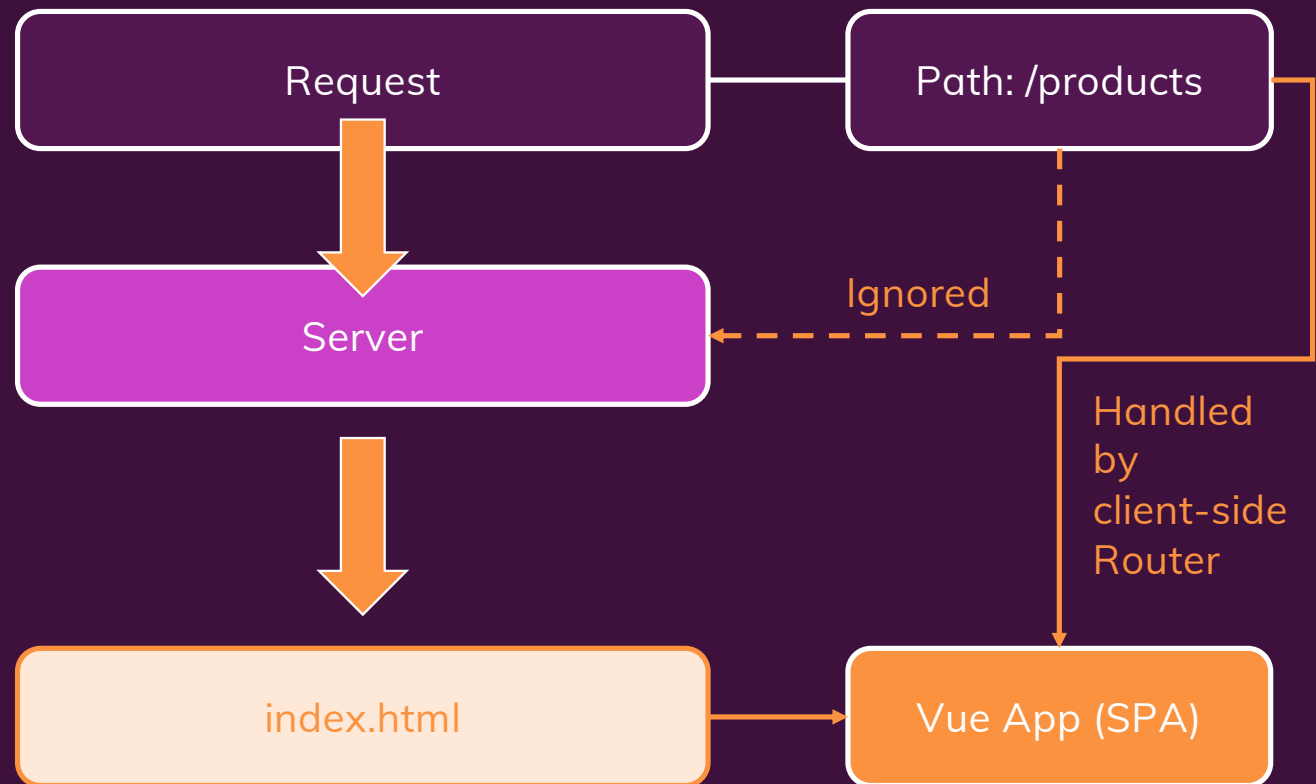 Request
Path: /products
Ignored
Server
Handled
by
client-side
Router
index.html
Vue App (SPA)